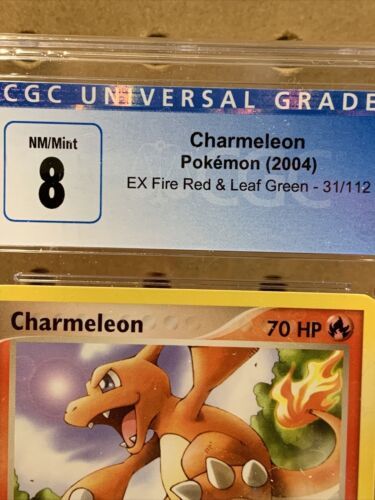 CGC UNIVERSAL GRADE
NM/Mint
8
Charmeleon
Pokémon (2004)
EX Fire Red & Leaf Green - 31/112
CGC
Charmeleon
70 HP